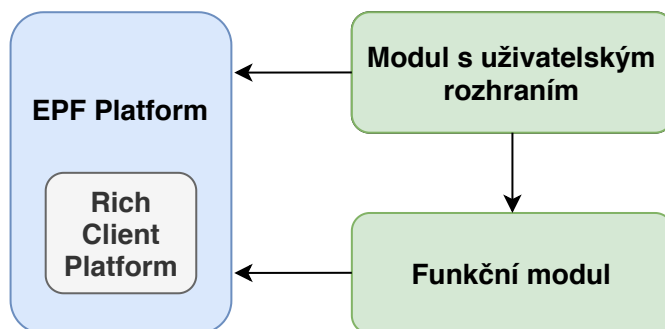 EPF Platform
Rich
Client
Platform
Modul s uživatelským
rozhraním
Funkční modul